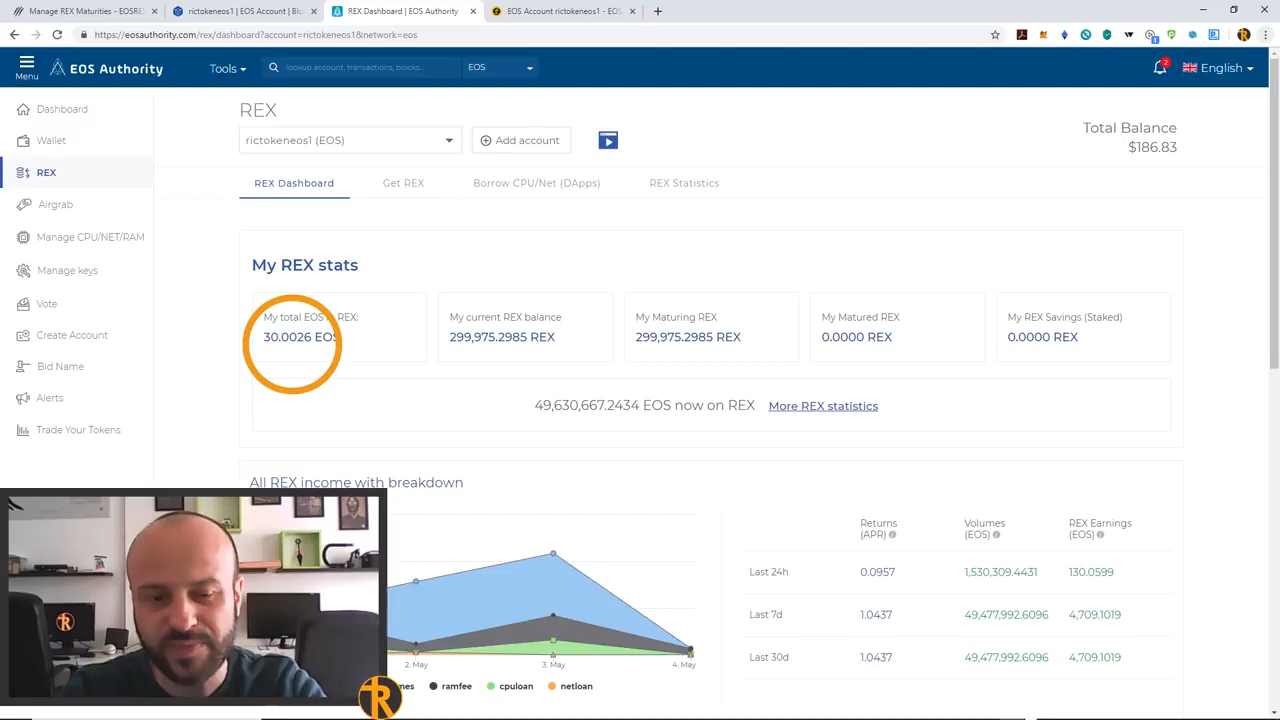 Manage REX Maturities - EOSREX
rictokeneos1 | EOS Account | Blo
REX Dashboard | EOS Authority
EOS Account rictokeneos1 - EOS
https://eosauthority.com/rex/dashboard?account=rictokeneos1&network=eos
Menu
EOS Authority
Tools
lookup account, transactions, blocks...
EOS
2
English
Dashboard
Wallet
REX
Airgrab
Manage CPU/NET/RAM
Manage keys
Vote
Create Account
Bid Name
Alerts
Trade Your Tokens
REX
rictokeneos1 (EOS)
Add account
Total Balance
$186.83
REX Dashboard
Get REX
Borrow CPU/Net (DApps)
REX Statistics
My REX stats
My total EOS in REX:
30.0026 EOS
My current REX balance
299,975.2985 REX
My Maturing REX
299,975.2985 REX
My Matured REX
0.0000 REX
My REX Savings (Staked)
0.0000 REX
49,630,667.2434 EOS now on REX
More REX statistics
All REX income with breakdown
2. May
3. May
4. May
mes
ramfee
cpuloan
netloan
Returns (APR)
Volumes (EOS)
REX Earnings (EOS)
Last 24h 0.0957 1,530,309.4431 130.0599
Last 7d 1.0437 49,477,992.6096 4,709.1019
Last 30d 1.0437 49,477,992.6096 4,709.1019